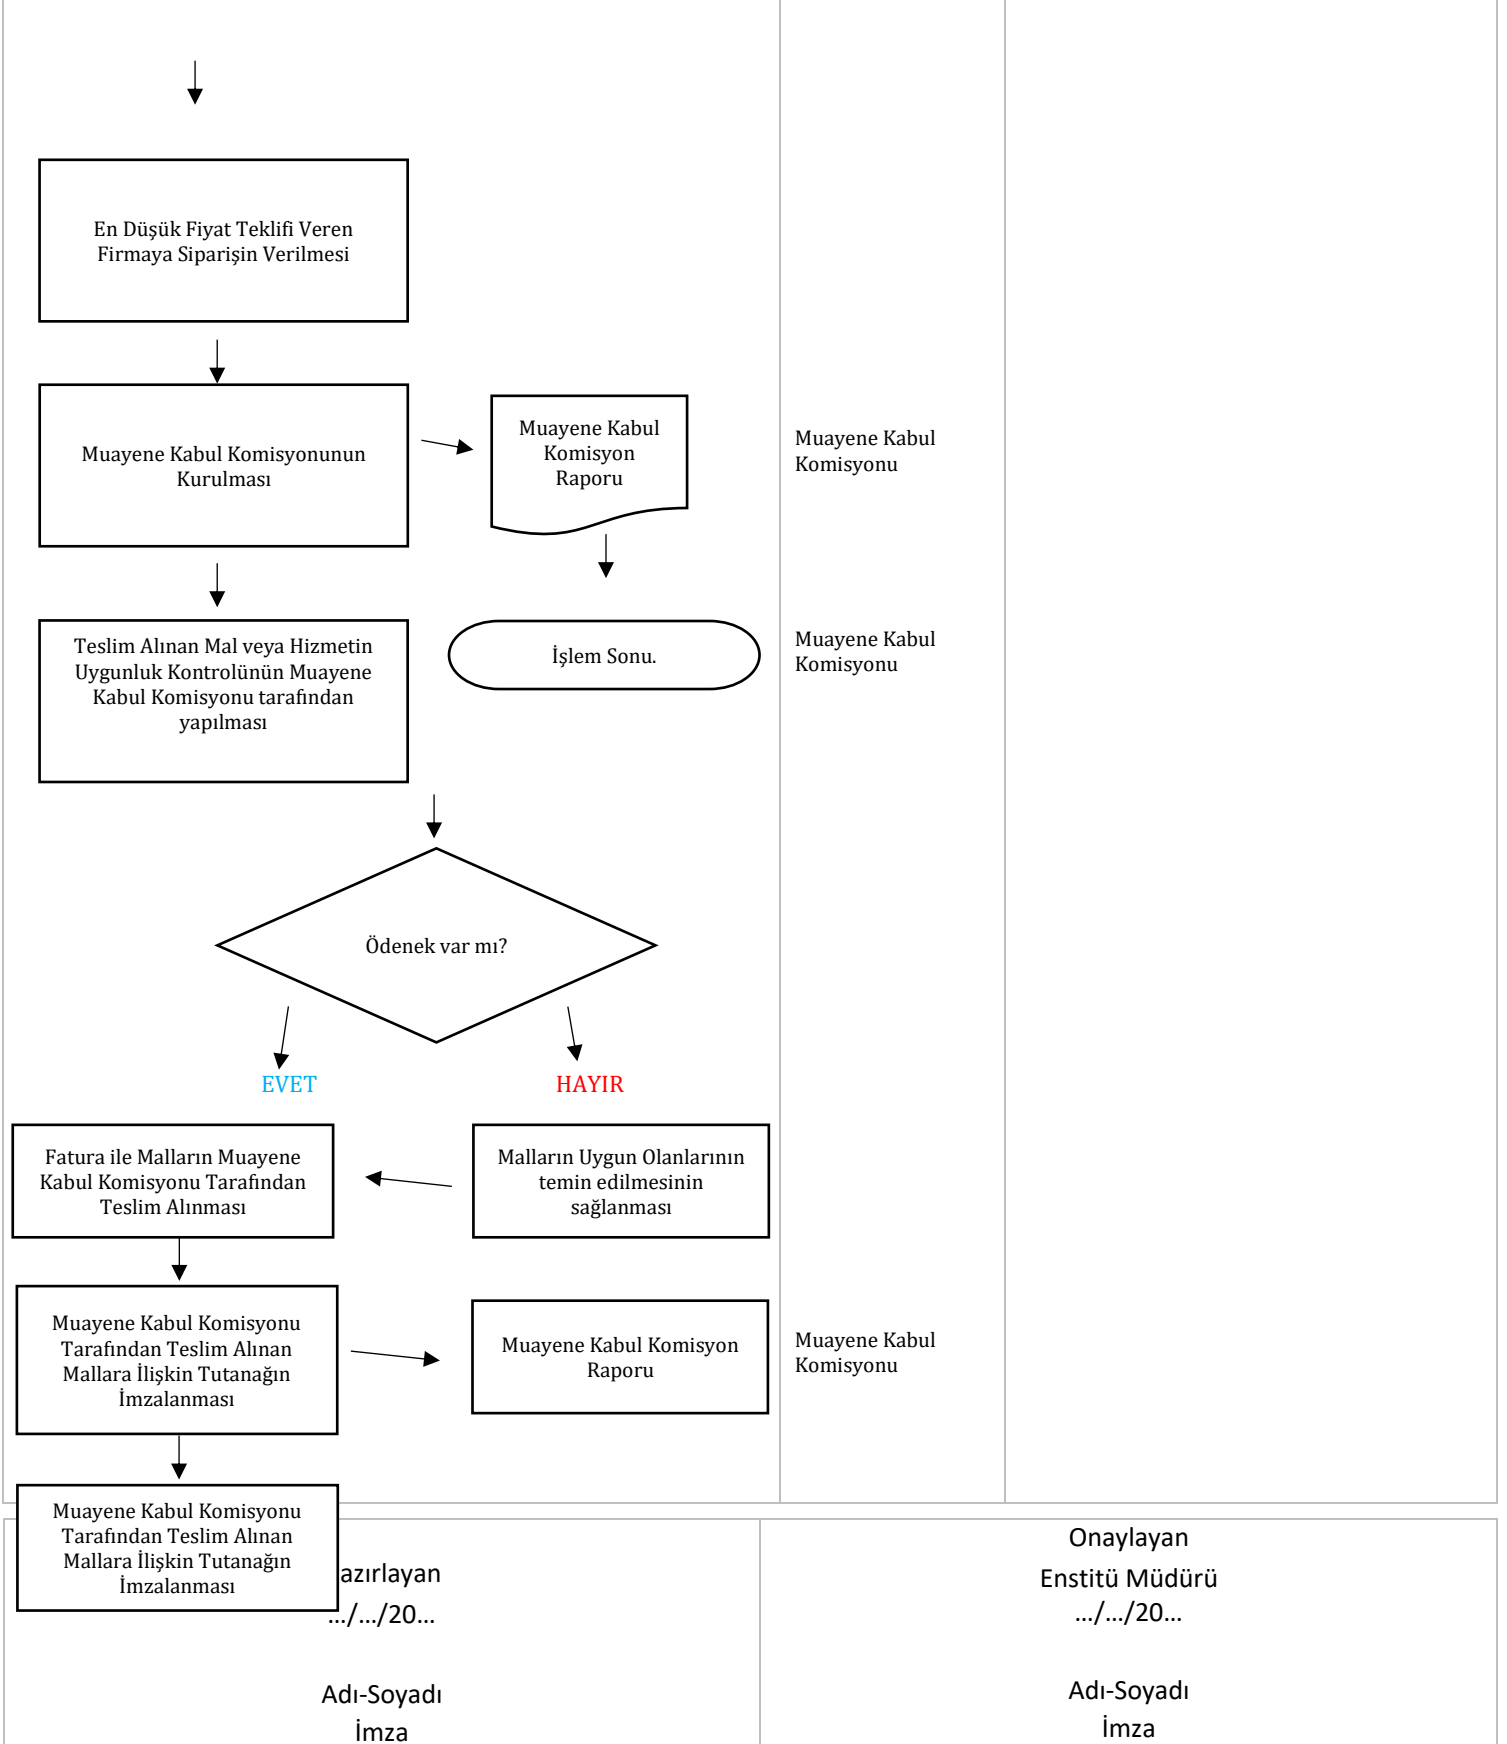 En Düşük Fiyat Teklifi Veren
Firmaya Siparişin Verilmesi
Muayene Kabul Komisyonunun
Kurulması
Muayene Kabul
Komisyon
Raporu
Muayene Kabul
Komisyonu
Teslim Alınan Mal veya Hizmetin
Uygunluk Kontrolünün Muayene
Kabul Komisyonu tarafından
yapılması
İşlem Sonu.
Muayene Kabul
Komisyonu
Ödenek var mı?
EVET
HAYIR
Fatura ile Malların Muayene
Kabul Komisyonu Tarafından
Teslim Alınması
Malların Uygun Olanlarının
temin edilmesinin
sağlanması
Muayene Kabul Komisyonu
Tarafından Teslim Alınan
Mallara İlişkin Tutanağın
İmzalanması
Muayene Kabul Komisyon
Raporu
Muayene Kabul
Komisyonu
Muayene Kabul Komisyonu
Tarafından Teslim Alınan
Mallara İlişkin Tutanağın
İmzalanması
azırlayan
…/…/20…
Adı-Soyadı
İmza
Onaylayan
Enstitü Müdürü
…/…/20…
Adı-Soyadı
İmza